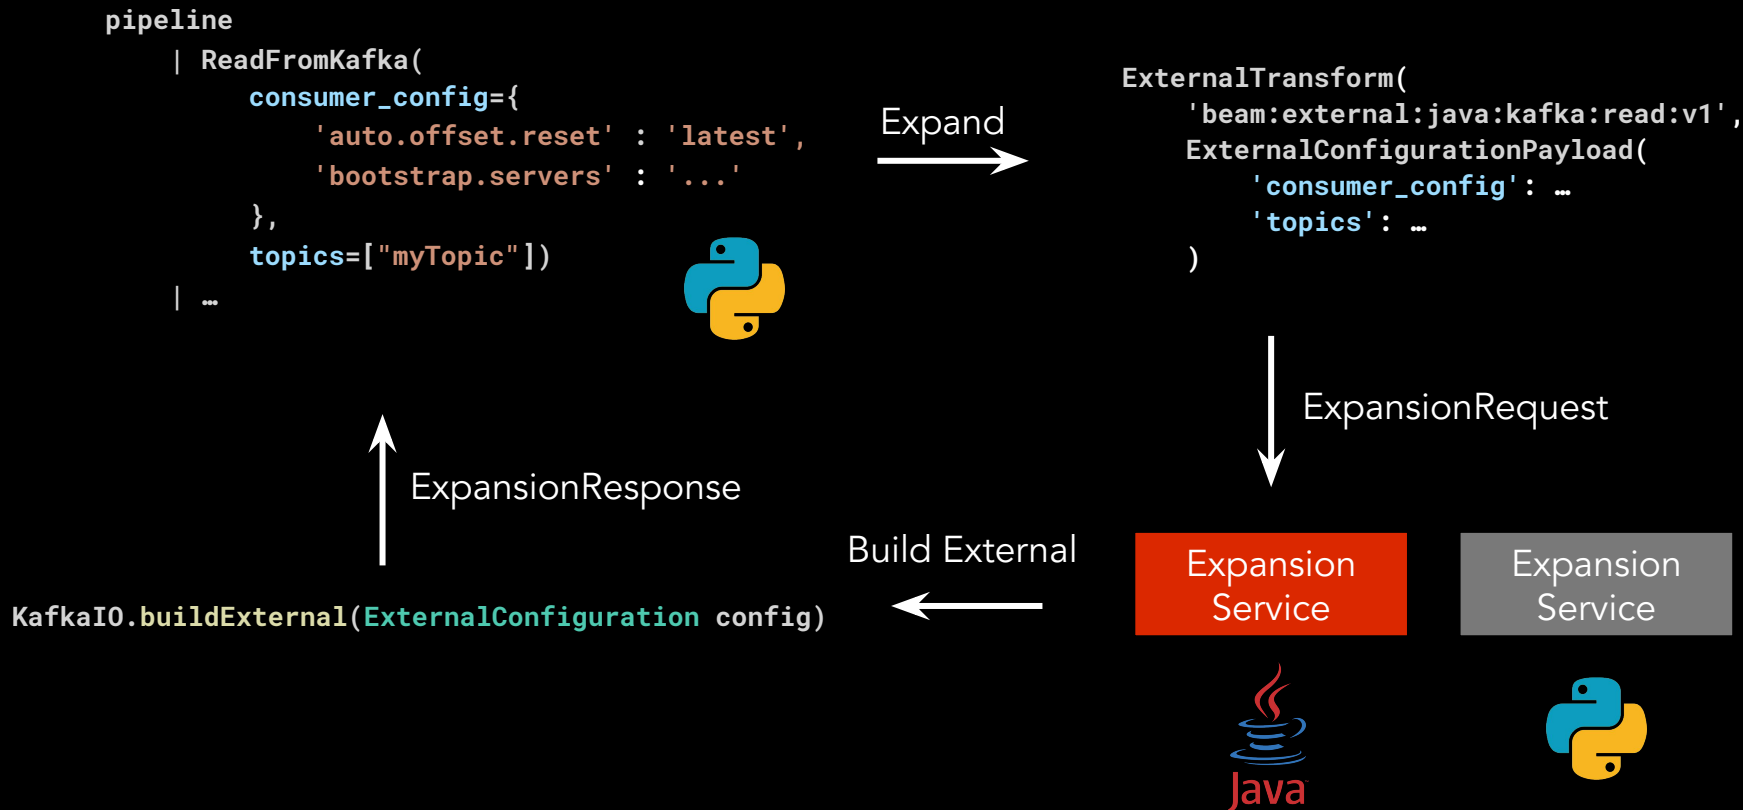 pipeline
| ReadFromKafka(
consumer_config={
'auto.offset.reset' : 'latest',
'bootstrap.servers' : '...'
},
topics=["myTopic"])
| …
Expand
ExternalTransform(
'beam:external:java:kafka:read:v1',
ExternalConfigurationPayload(
'consumer_config': …
'topics': …
)
ExpansionRequest
ExpansionResponse
Build External
Expansion
Service
Expansion
Service
KafkaIO.buildExternal(ExternalConfiguration config)
Java